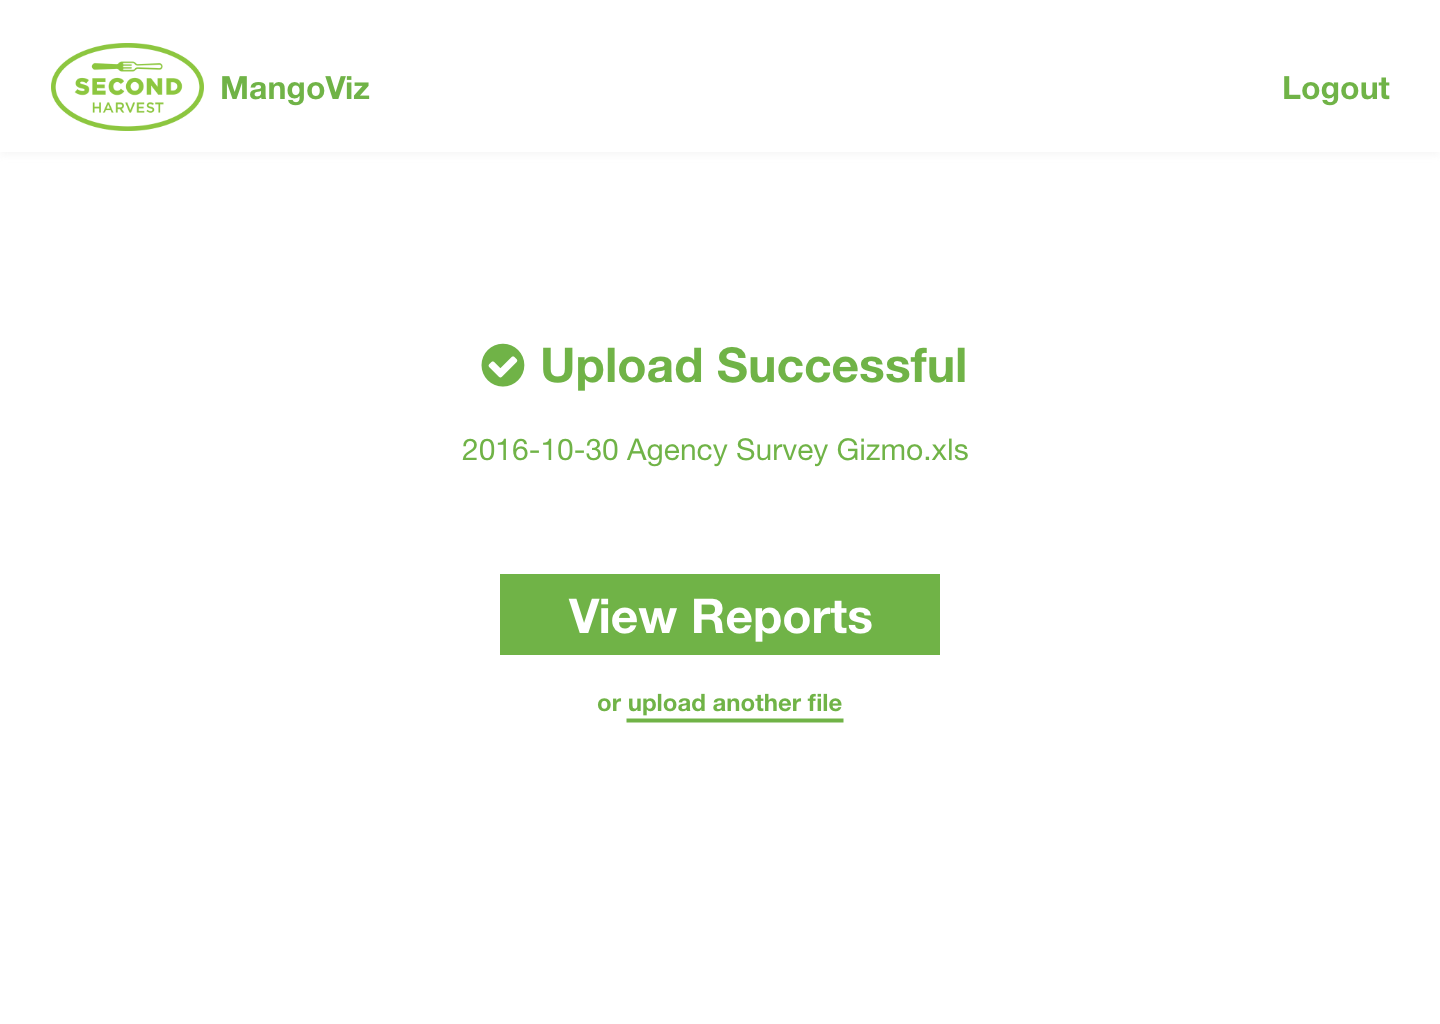 SECOND
HARVEST
MangoViz
Logout
Upload Successful
2016-10-30 Agency Survey Gizmo.xls
View Reports
or upload another file